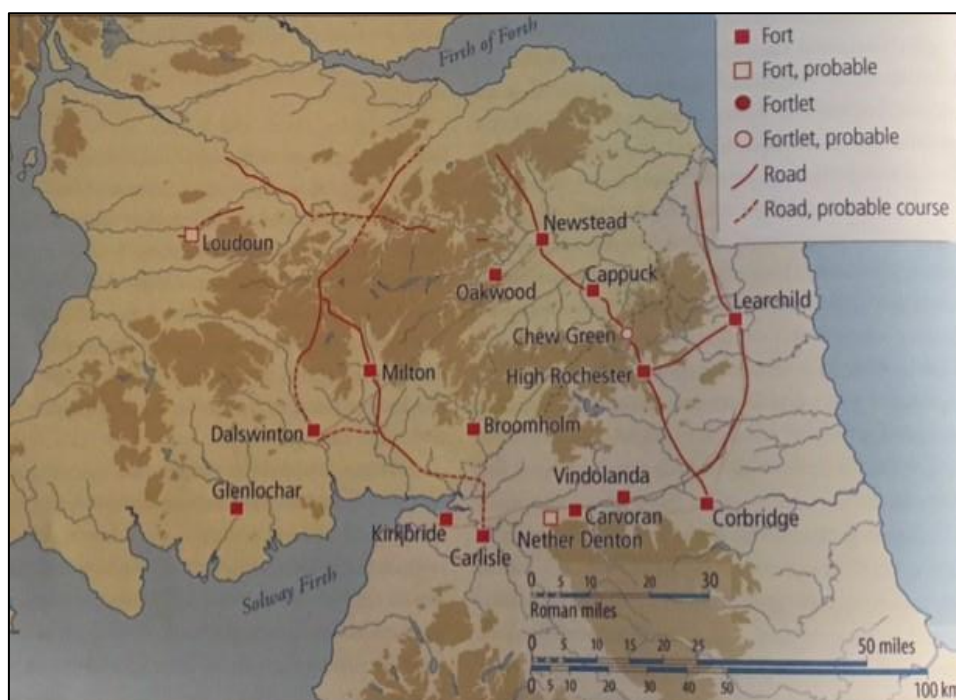 Firth of Forth
Fort
Fort, probable
Fortlet
Fortlet, probable
Road
Road, probable course
Newstead
Loudoun
Cappuck
Oakwood
Learchild
Chew Green
Milton
High Rochester
Dalswinton
Broomholm
Vindolanda
Glenlochar
Kirkbride
Carvoran
Corbridge
Nether Denton
Carlisle
Solway Firth
0 5 10 20 30
Roman miles
0 5 10 15 20 25 50 miles
0 5 10 20 30 40 50 100 km